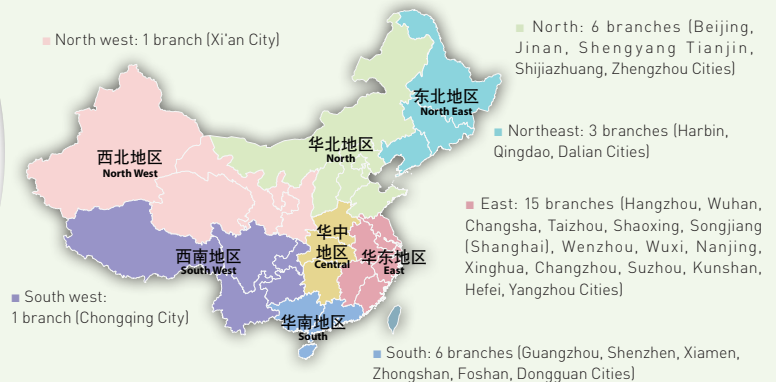 North west: 1 branch (Xi'an City)
North: 6 branches (Beijing,
Jinan, Shengyang Tianjin,
Shijiazhuang, Zhengzhou Cities)
东北地区
North East
华北地区
North
Northeast: 3 branches (Harbin,
Qingdao, Dalian Cities)
西北地区
North West
East: 15 branches (Hangzhou, Wuhan,
Changsha, Taizhou, Shaoxing, Songjiang
(Shanghai), Wenzhou, Wuxi, Nanjing,
Xinghua, Changzhou, Suzhou, Kunshan,
Hefei, Yangzhou Cities)
华中
地区
Central
西南地区
South West
华东地区
East
South west:
1 branch (Chongqing City)
华南地区
South
South: 6 branches (Guangzhou, Shenzhen, Xiamen,
Zhongshan, Foshan, Dongguan Cities)